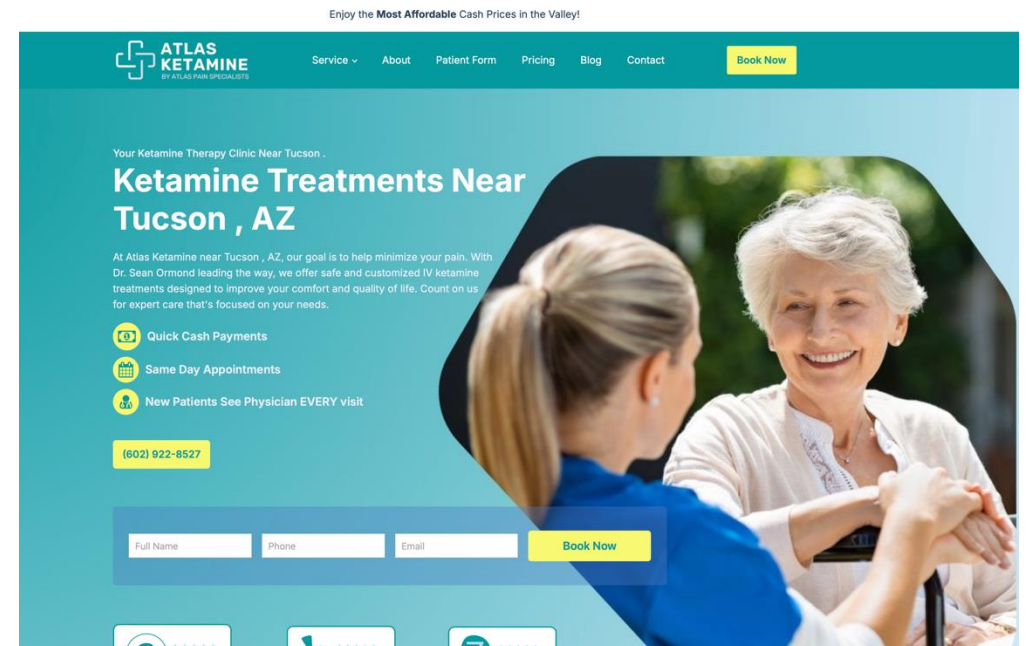 Enjoy the Most Affordable Cash Prices in the Valley!
ATLAS
KETAMINE
BY ATLAS PAIN SPECIALISTS
Service
About
Patient Form
Pricing
Blog
Contact
Book Now
Your Ketamine Therapy Clinic Near Tucson .
Ketamine Treatments Near
Tucson , AZ
At Atlas Ketamine near Tucson , AZ, our goal is to help minimize your pain. With
Dr. Sean Ormond leading the way, we offer safe and customized IV ketamine
treatments designed to improve your comfort and quality of life. Count on us
for expert care that's focused on your needs.
Quick Cash Payments
Same Day Appointments
New Patients See Physician EVERY visit
(602) 922-8527
Full Name
Phone
Email
Book Now